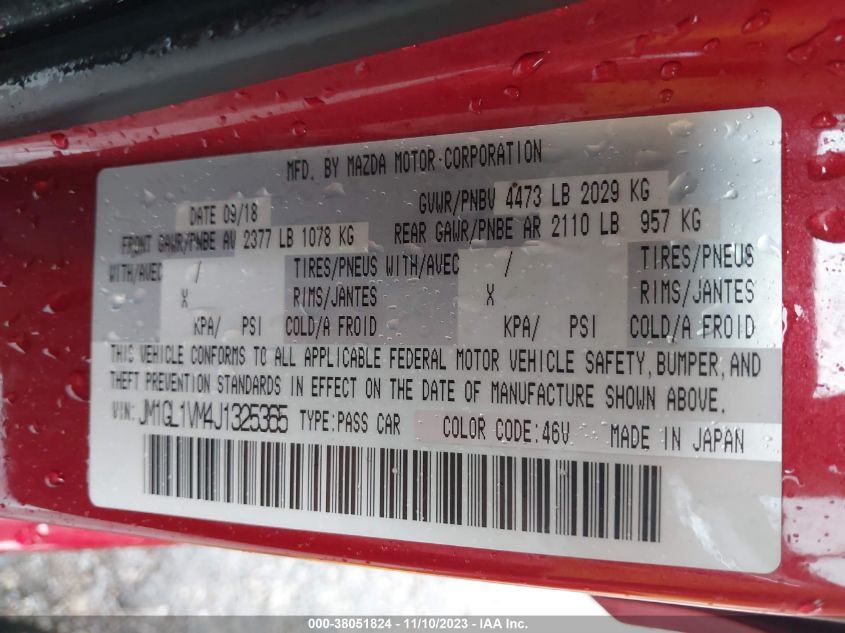 MFD. BY MAZDA MOTOR CORPORATION
DATE 09/18 GVWR/PNBV 4473 LB 2029 KG
FRONT GAWR/PNBE AV 2377 LB 1078 KG REAR GAWR/PNBE AR 2110 LB 957 KG
WITH/AVEC / TIRES/PNEUS WITH/AVEC / TIRES/PNEUS
X RIMS/JANTES X RIMS/JANTES
KPA/ PSI COLD/A FROID KPA/ PSI COLD/A FROID
THIS VEHICLE CONFORMS TO ALL APPLICABLE FEDERAL MOTOR VEHICLE SAFETY, BUMPER, AND
THEFT PREVENTION STANDARDS IN EFFECT ON THE DATE OF MANUFACTURE SHOWN ABOVE.
VIN: JM1GL1VM4J1325365 TYPE:PASS CAR COLOR CODE:46V MADE IN JAPAN
000-38051824 - 11/10/2023 - IAA Inc.